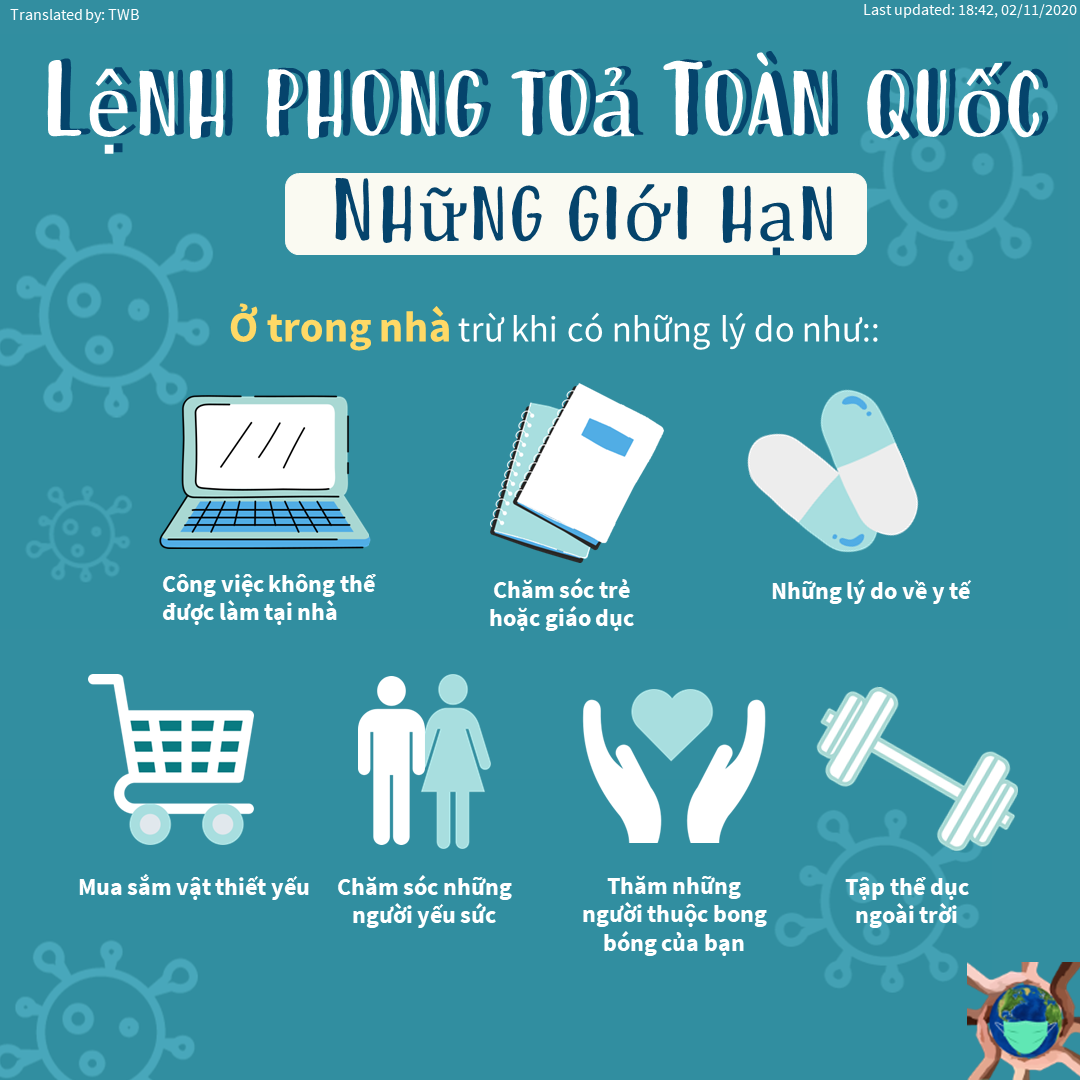 Translated by: TWB
Last updated: 18:42, 02/11/2020
Lệnh phong toả Toàn quốc
Những giới hạn
Ở trong nhà trừ khi có những lý do như::
Công việc không thể
được làm tại nhà
Chăm sóc trẻ
hoặc giáo dục
Những lý do về y tế
Mua sắm vật thiết yếu
Chăm sóc những
người yếu sức
Thăm những
người thuộc bong
bóng của bạn
Tập thể dục
ngoài trời